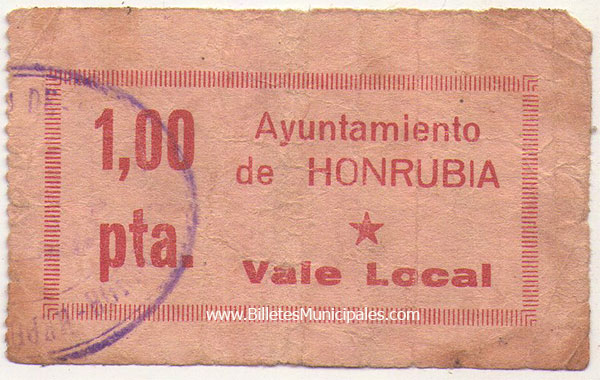 1,00
pta.
Ayuntamiento
de HONRUBIA
Vale Local
www.BilletesMunicipales.com